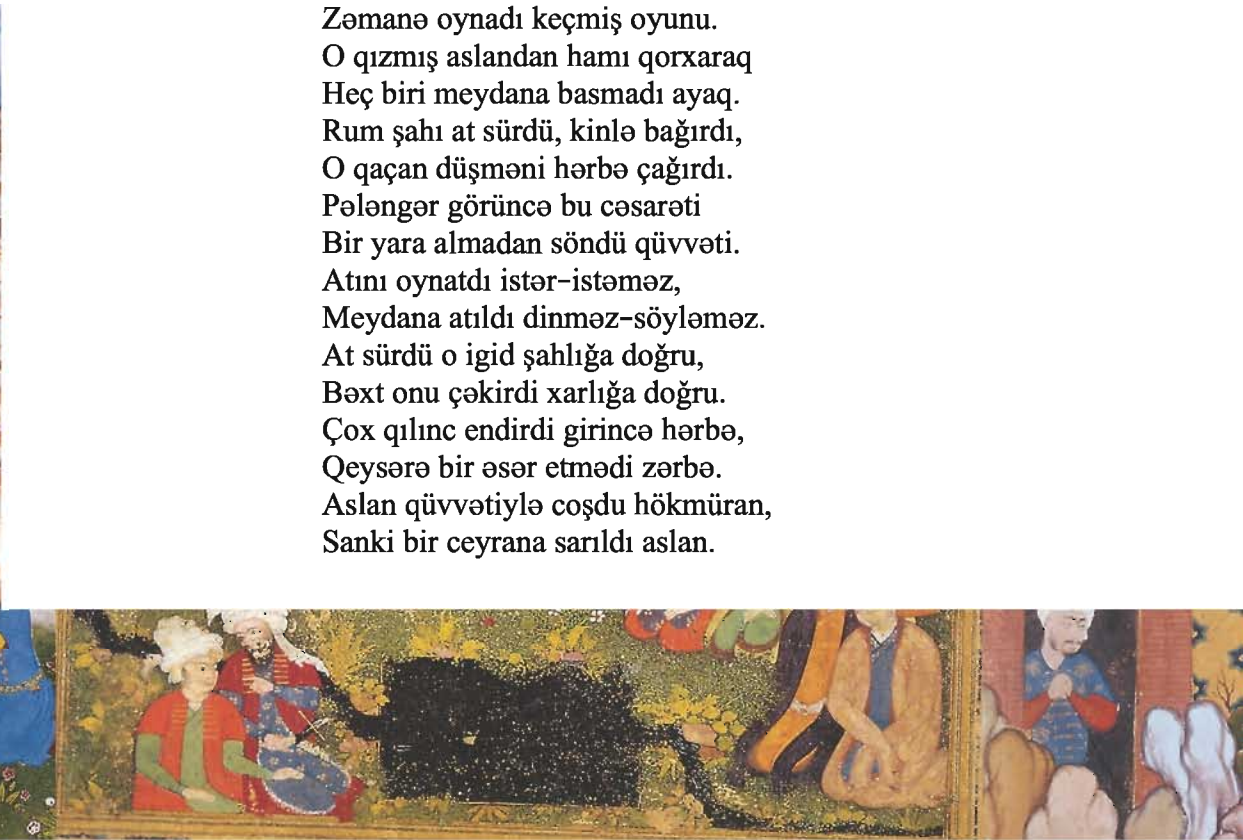 Zəmanə oynadı keçmiş oyunu.
O qızmış aslandan hamı qorxaraq
Heç biri meydana basmadı ayaq.
Rum şahı at sürdü, kinlə bağırdı,
O qaçan düşməni hərbə çağırdı.
Pələngər görüncə bu cəsarəti
Bir yara almadan söndü qüvvəti.
Atını oynatdı istər-istəməz,
Meydana atıldı dinməz-söyləməz.
At sürdü o igid şahlığa doğru,
Bəxt onu çəkirdi xarlığa doğru.
Çox qılınc endirdi girincə hərbə,
Qeysərə bir əsər etmədi zərbə.
Aslan qüvvətiylə coşdu hökmüran,
Sanki bir ceyrana sarıldı aslan.